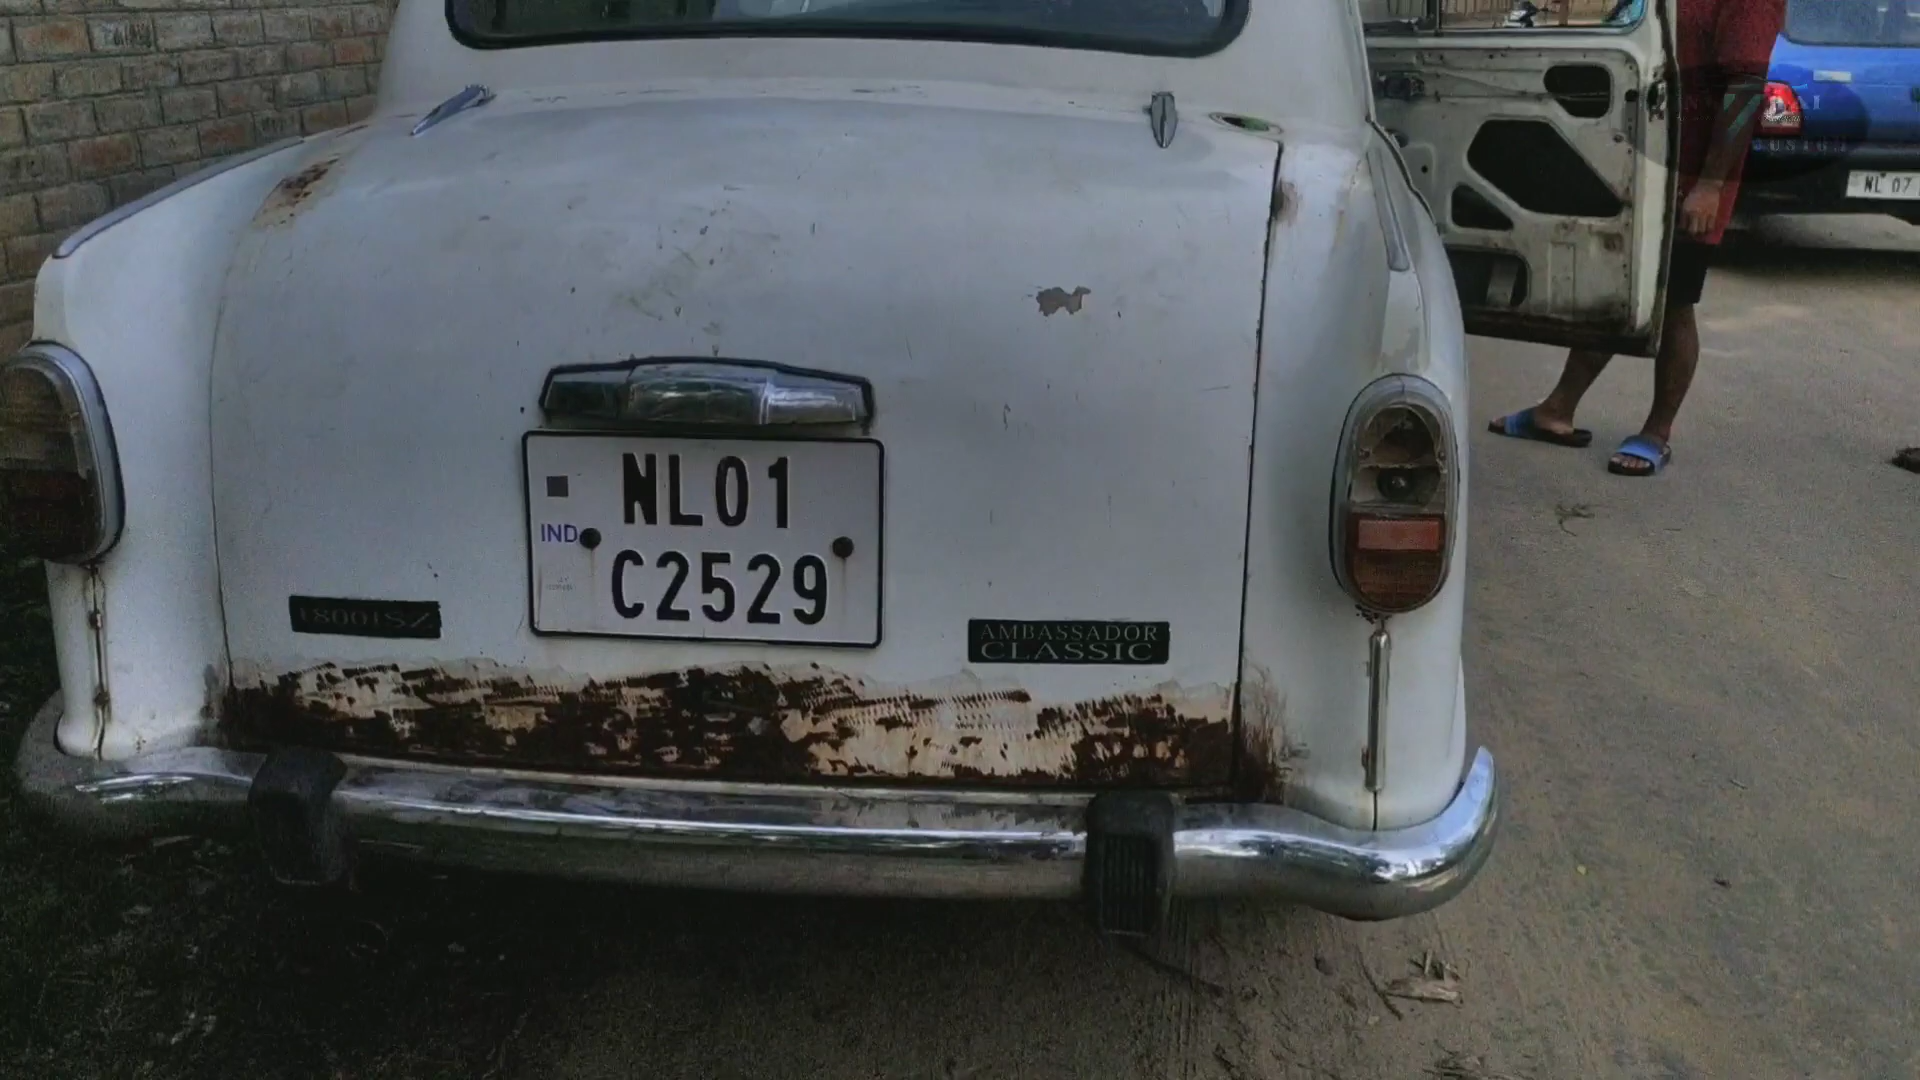 NL 07
NL01
IND
C2529
1800ISZ
AMBASSADOR
CLASSIC